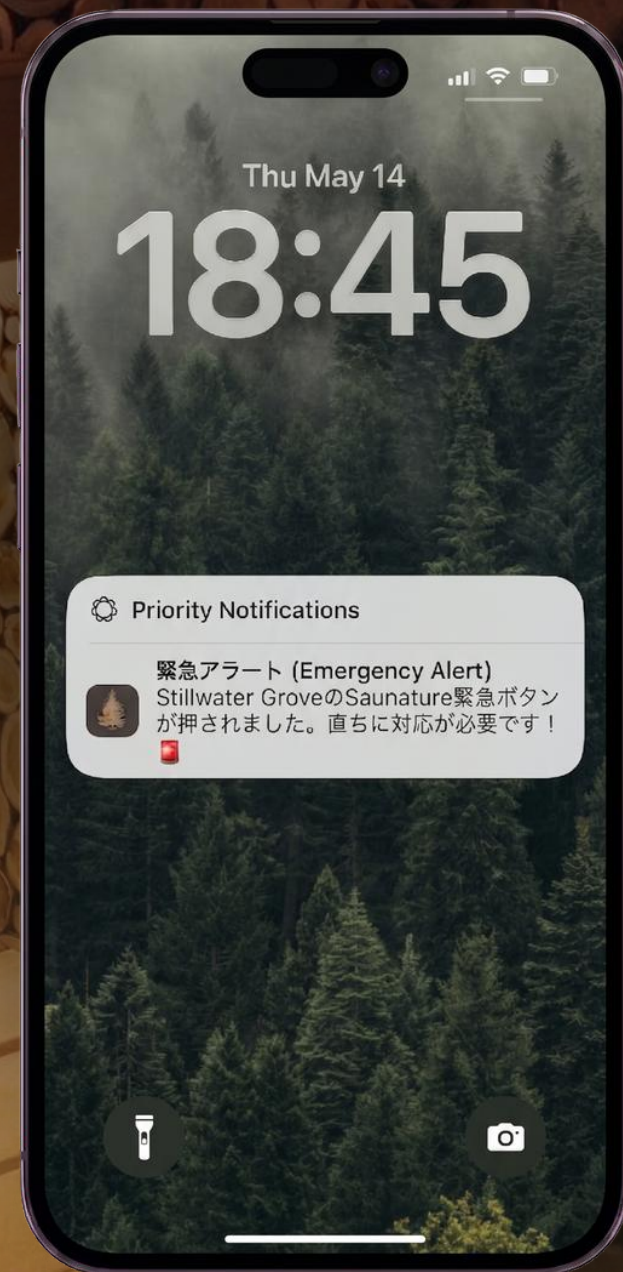 Thu May 14
18:45
Priority Notifications
緊急アラート (Emergency Alert)
Stillwater GroveのSaunature緊急ボタン
が押されました。直ちに対応が必要です！
🚨